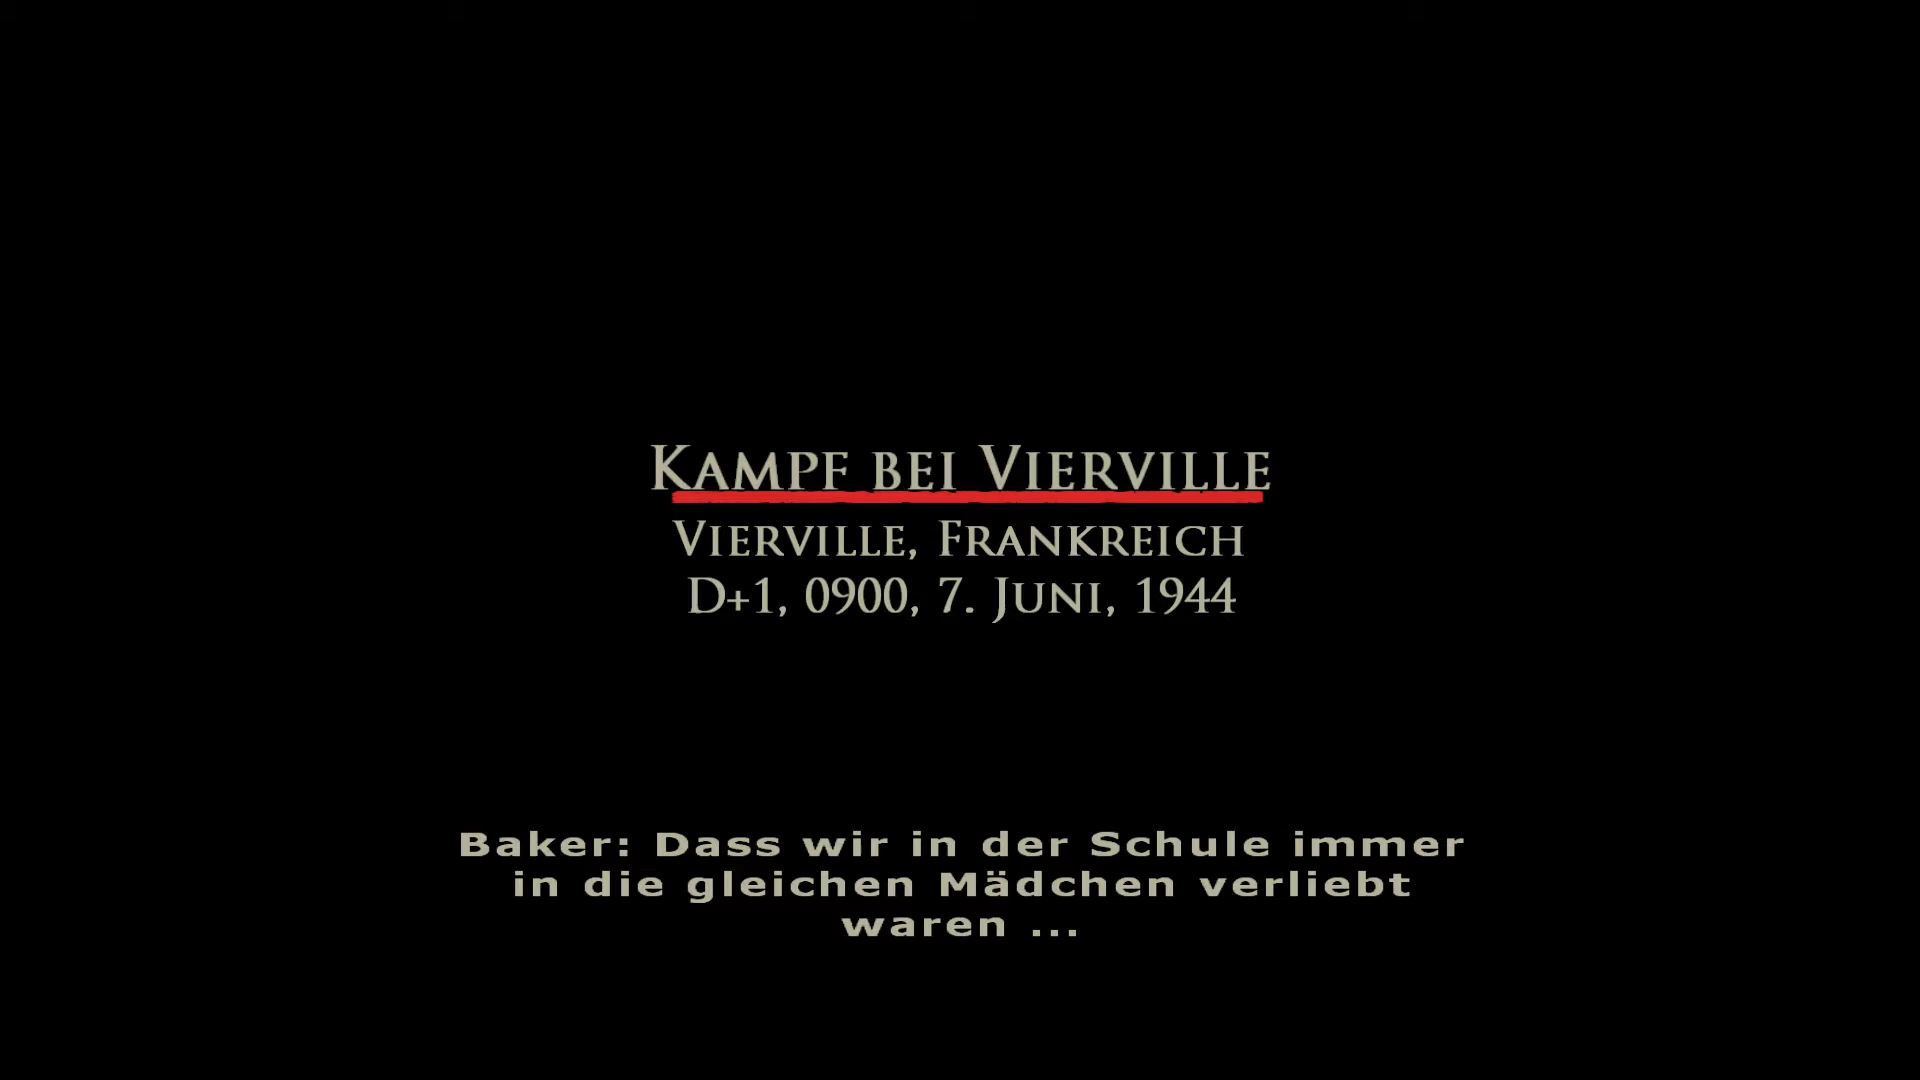 Kampf bei Vierville
Vierville, Frankreich
D+1, 0900, 7. Juni, 1944
Baker: Dass wir in der Schule immer
in die gleichen Mädchen verliebt
waren ...